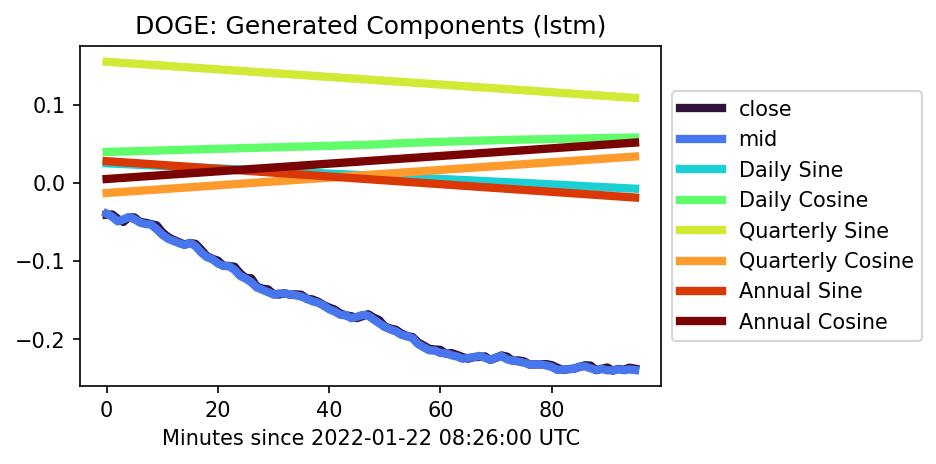 DOGE: Generated Components (lstm)
0.1
0.0
−0.1
−0.2
0
20
40
60
80
Minutes since 2022-01-22 08:26:00 UTC
close
mid
Daily Sine
Daily Cosine
Quarterly Sine
Quarterly Cosine
Annual Sine
Annual Cosine